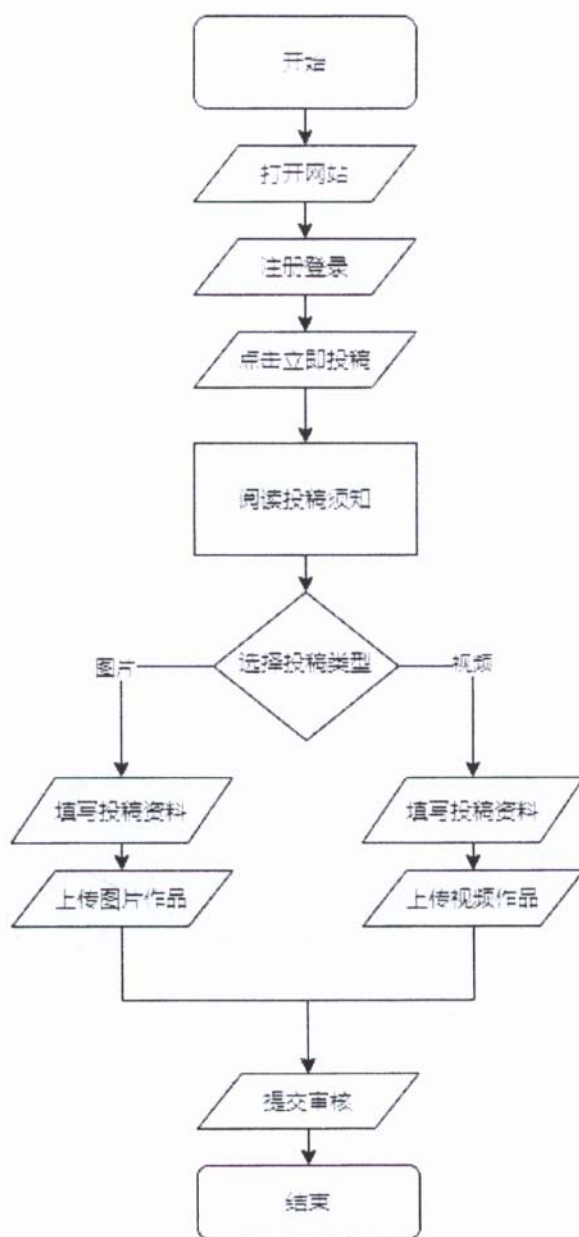 开始
打开网站
注册登录
点击立即投稿
阅读投稿须知
选择投稿类型
图片
视频
填写投稿资料
填写投稿资料
上传图片作品
上传视频作品
提交审核
结束